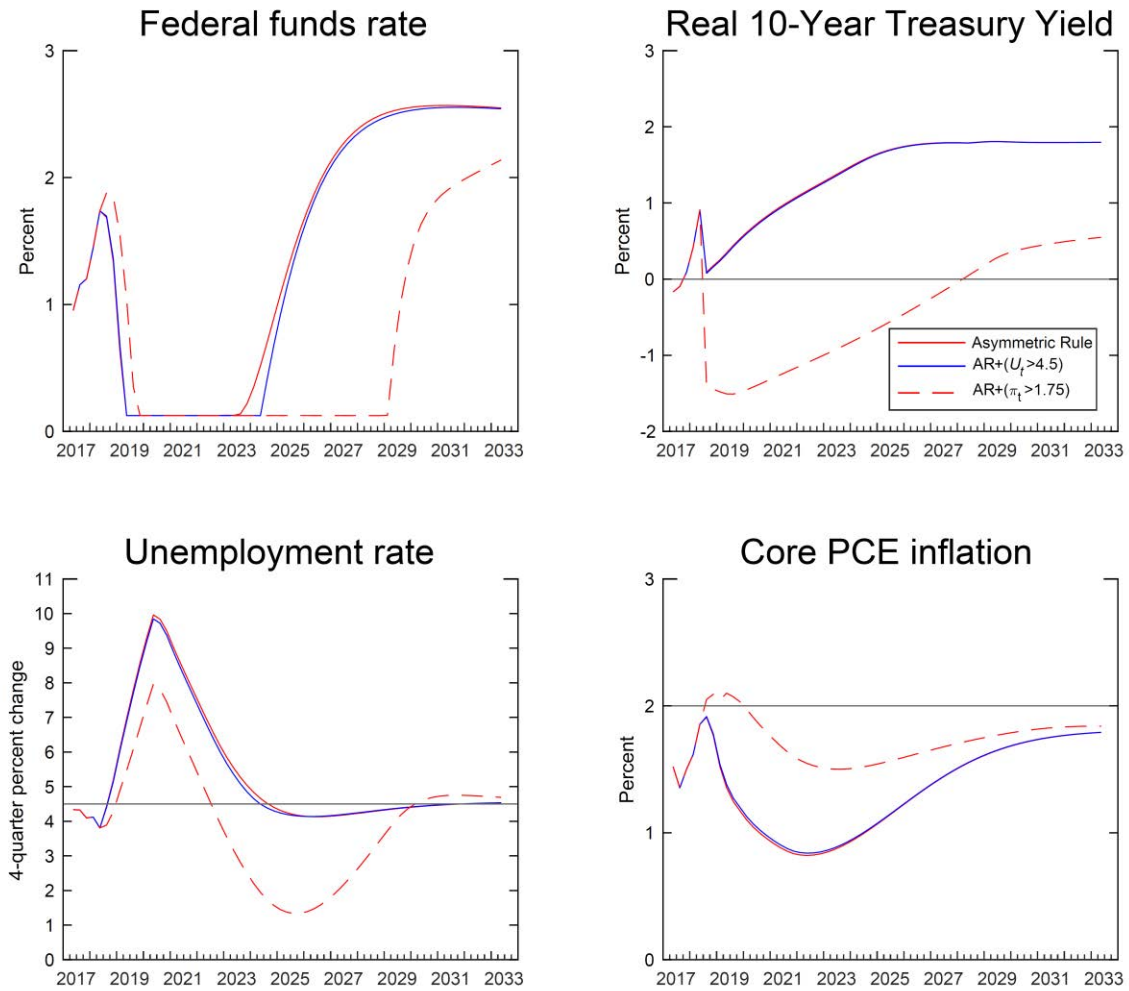 Federal funds rate
3
2
1
0
Percent
2017 2019 2021 2023 2025 2027 2029 2031 2033
Real 10-Year Treasury Yield
3
2
1
0
-1
-2
Percent
2017 2019 2021 2023 2025 2027 2029 2031 2033
Asymmetric Rule
AR+(U_t>4.5)
AR+(π_t>1.75)
Unemployment rate
11
10
9
8
7
6
5
4
3
2
1
0
4-quarter percent change
2017 2019 2021 2023 2025 2027 2029 2031 2033
Core PCE inflation
3
2
1
0
Percent
2017 2019 2021 2023 2025 2027 2029 2031 2033